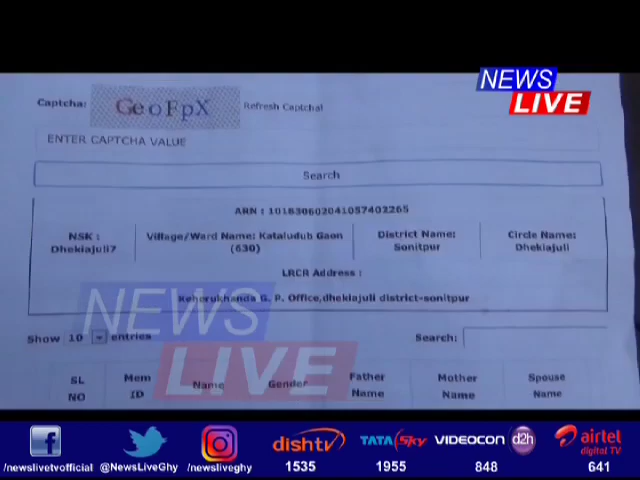 NEWS
LIVE
Captcha: GeoFpX Refresh Captcha!
ENTER CAPTCHA VALUE
Search
ARN : 101830602041057402265
NSK : Dhekiajuli7
Village/Ward Name: Kataludub Gaon (630)
District Name: Sonitpur
Circle Name: Dhekiajuli
LRCR Address :
Keherukhanda G. P. Office,dhekiajuli district-sonitpur
NEWS
LIVE
Show 10 entries Search:
SL NO
Mem ID
Name
Gender
Father Name
Mother Name
Spouse Name
/newslivetvofficial
@NewsLiveGhy
/newsliveghy
dishtv 1535
TATA Sky 1955
VIDEOCON d2h 848
airtel digital TV 641